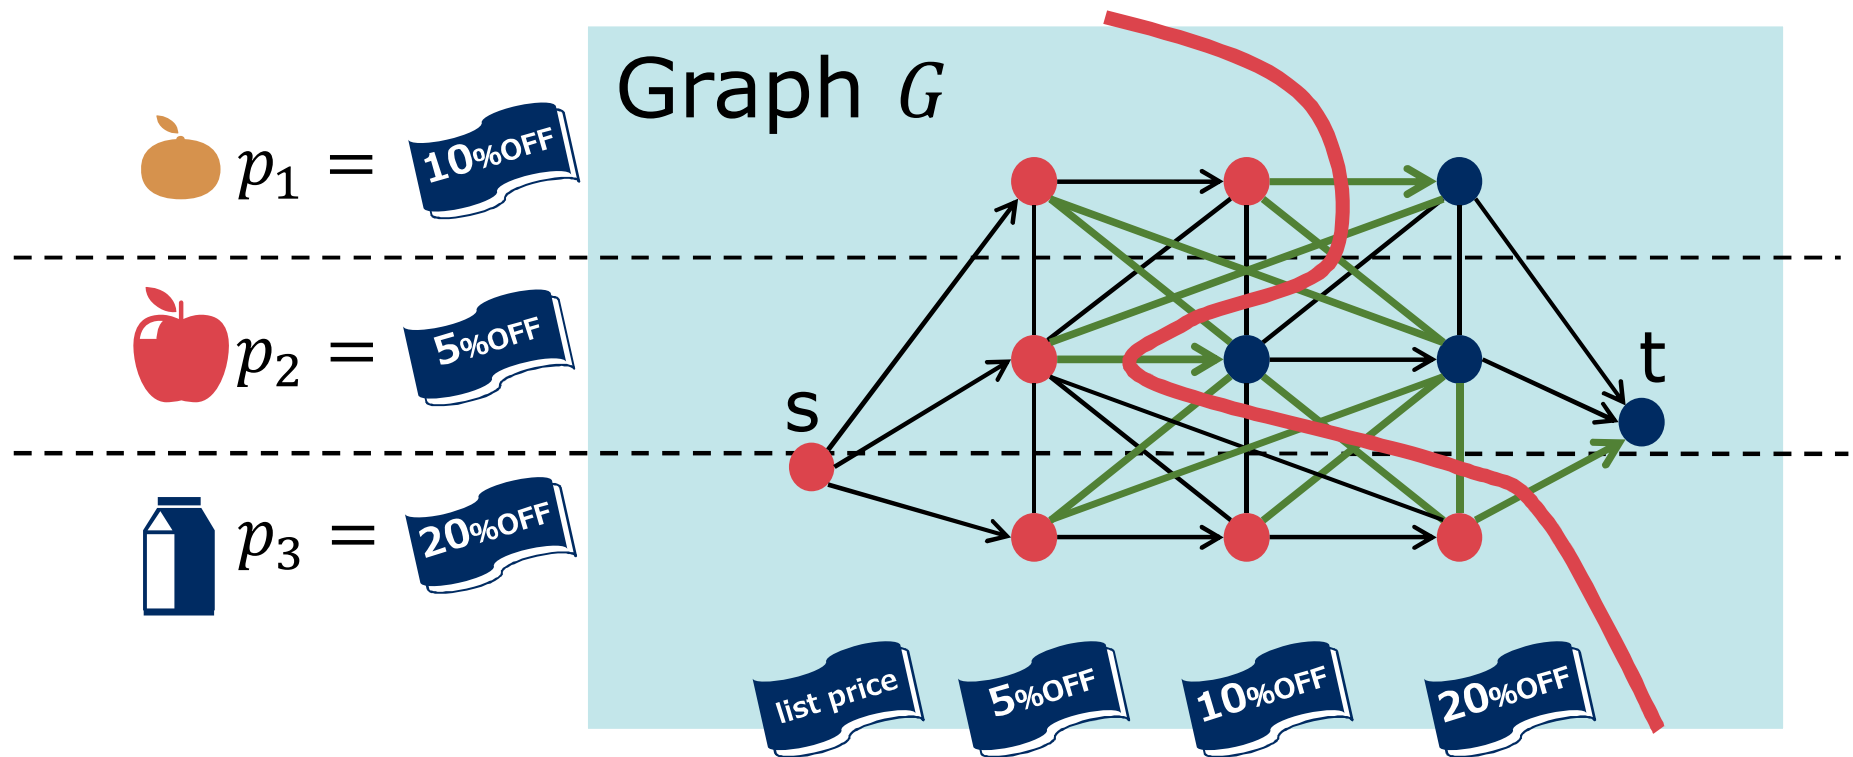 Graph G
p₁ = 10%OFF
p₂ = 5%OFF
p₃ = 20%OFF
s
t
list price
5%OFF
10%OFF
20%OFF